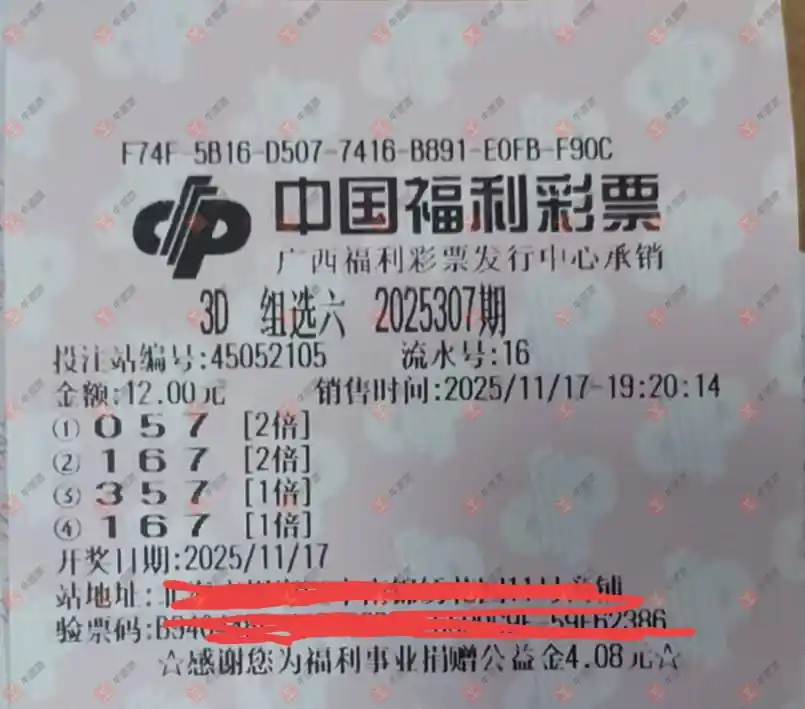 F74F-5B16-D507-7416-B891-E0FB-F90C
中国福利彩票
广西福利彩票发行中心承销
3D 组选六 2025307期
投注站编号:45052105 流水号:16
金额:12.00元 销售时间:2025/11/17-19:20:14
① 0 5 7 [2倍]
② 1 6 7 [2倍]
③ 3 5 7 [1倍]
④ 1 6 7 [1倍]
开奖日期:2025/11/17
站地址:
验票码:
☆感谢您为福利事业捐赠公益金4.08元☆